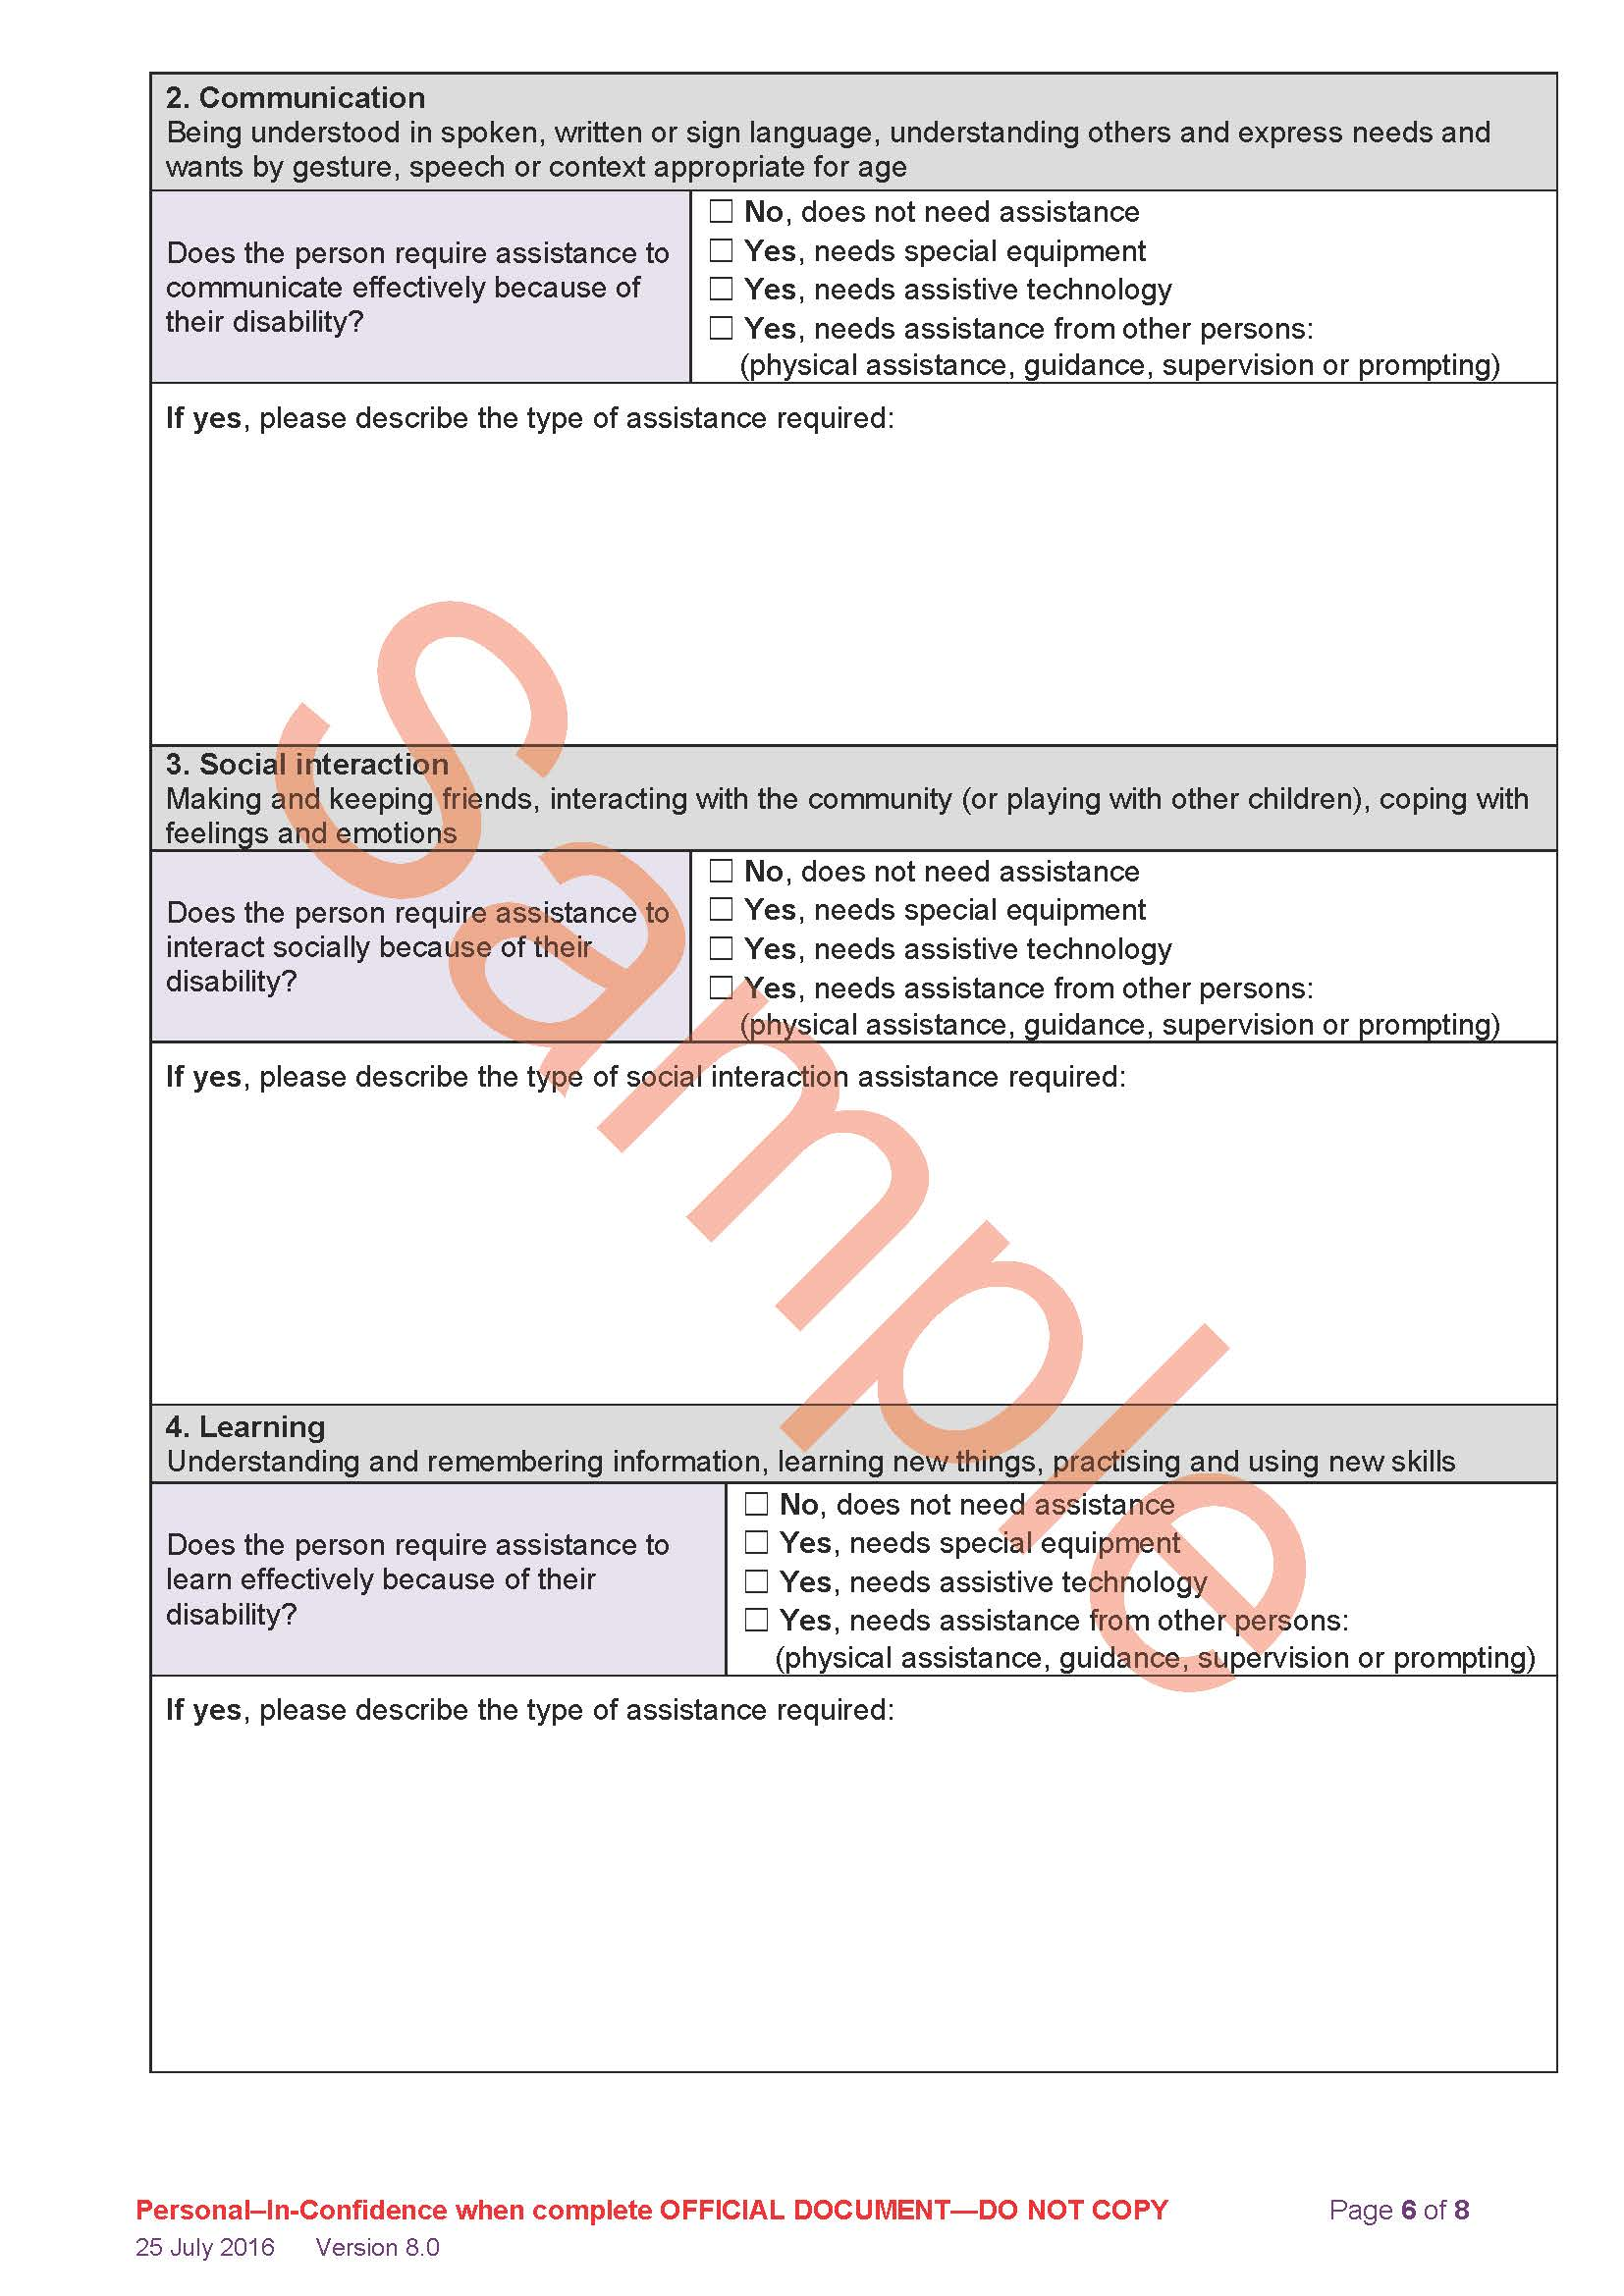 2. Communication
Being understood in spoken, written or sign language, understanding others and express needs and
wants by gesture, speech or context appropriate for age
Does the person require assistance to
communicate effectively because of
their disability?
☐ No, does not need assistance
☐ Yes, needs special equipment
☐ Yes, needs assistive technology
☐ Yes, needs assistance from other persons:
(physical assistance, guidance, supervision or prompting)
If yes, please describe the type of assistance required:
3. Social interaction
Making and keeping friends, interacting with the community (or playing with other children), coping with
feelings and emotions
Does the person require assistance to
interact socially because of their
disability?
☐ No, does not need assistance
☐ Yes, needs special equipment
☐ Yes, needs assistive technology
☐ Yes, needs assistance from other persons:
(physical assistance, guidance, supervision or prompting)
If yes, please describe the type of social interaction assistance required:
4. Learning
Understanding and remembering information, learning new things, practising and using new skills
Does the person require assistance to
learn effectively because of their
disability?
☐ No, does not need assistance
☐ Yes, needs special equipment
☐ Yes, needs assistive technology
☐ Yes, needs assistance from other persons:
(physical assistance, guidance, supervision or prompting)
If yes, please describe the type of assistance required:
Sample
Personal–In-Confidence when complete OFFICIAL DOCUMENT—DO NOT COPY Page 6 of 8
25 July 2016 Version 8.0